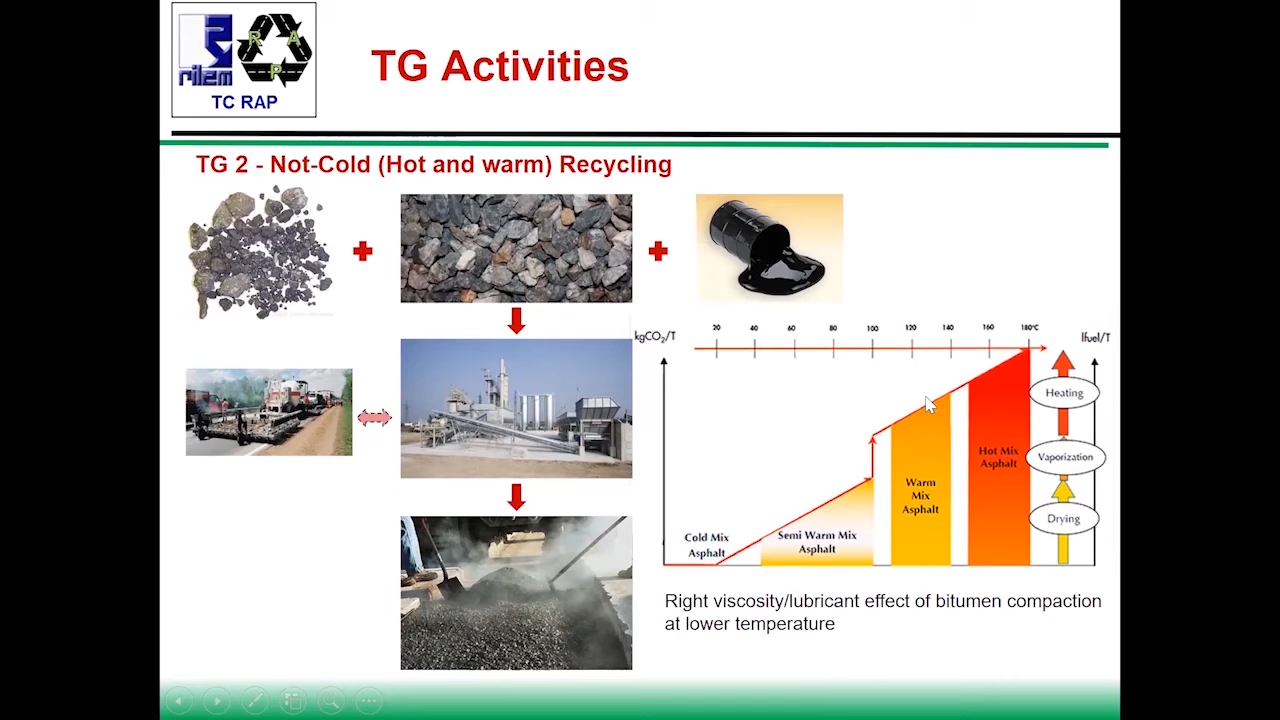 rilem
R A P
TC RAP
TG Activities
TG 2 - Not-Cold (Hot and warm) Recycling
kgCO₂/T
20 40 60 80 100 120 140 160 180°C
lfuel/T
Heating
Vaporization
Drying
Hot Mix
Asphalt
Warm
Mix
Asphalt
Semi Warm Mix
Asphalt
Cold Mix
Asphalt
Right viscosity/lubricant effect of bitumen compaction
at lower temperature